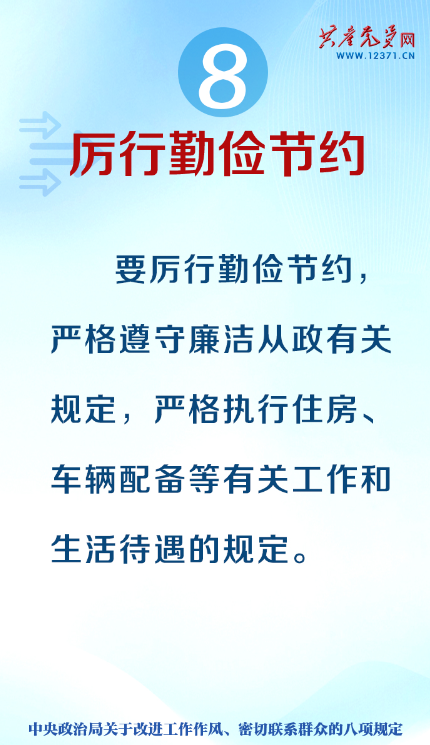 共产党员网
WWW.12371.CN
8
厉行勤俭节约
要厉行勤俭节约，
严格遵守廉洁从政有关
规定，严格执行住房、
车辆配备等有关工作和
生活待遇的规定。
中央政治局关于改进工作作风、密切联系群众的八项规定